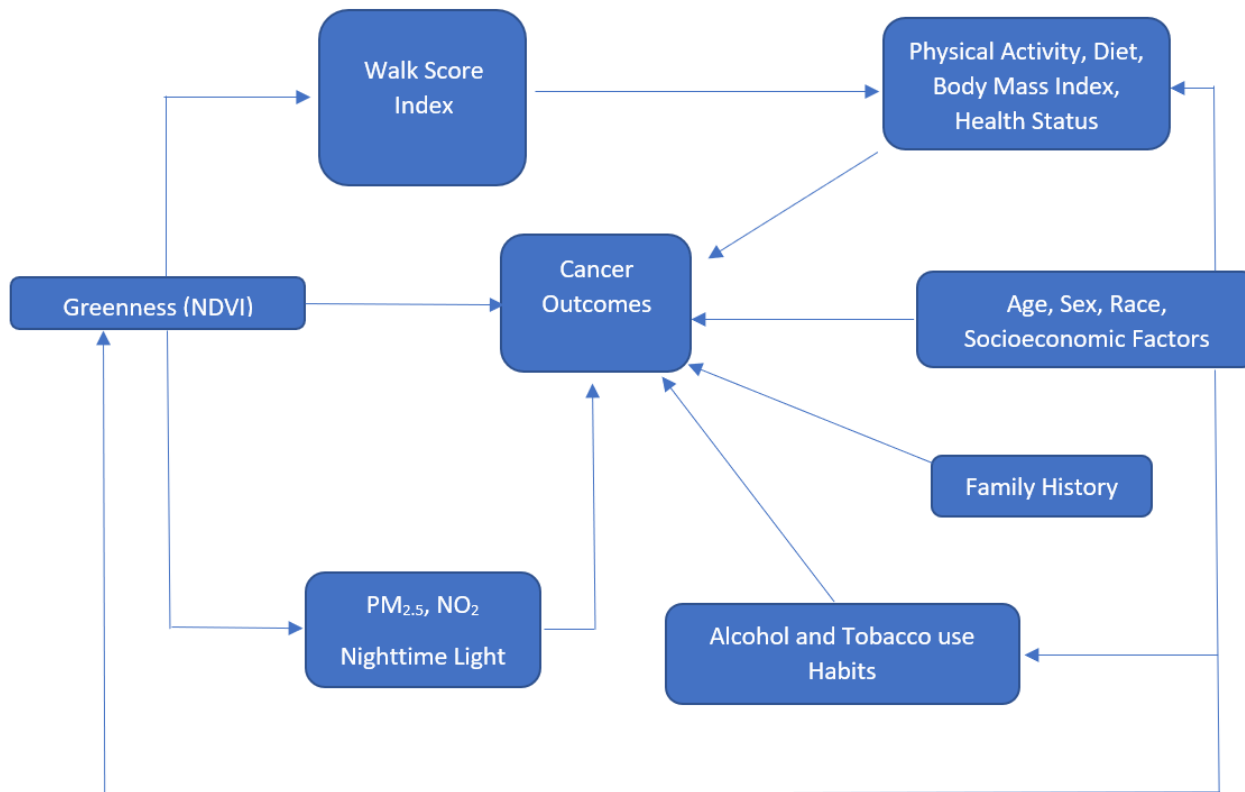 Walk Score
Index
Physical Activity, Diet,
Body Mass Index,
Health Status
Cancer
Outcomes
Greenness (NDVI)
Age, Sex, Race,
Socioeconomic Factors
Family History
PM2.5, NO2
Nighttime Light
Alcohol and Tobacco use
Habits